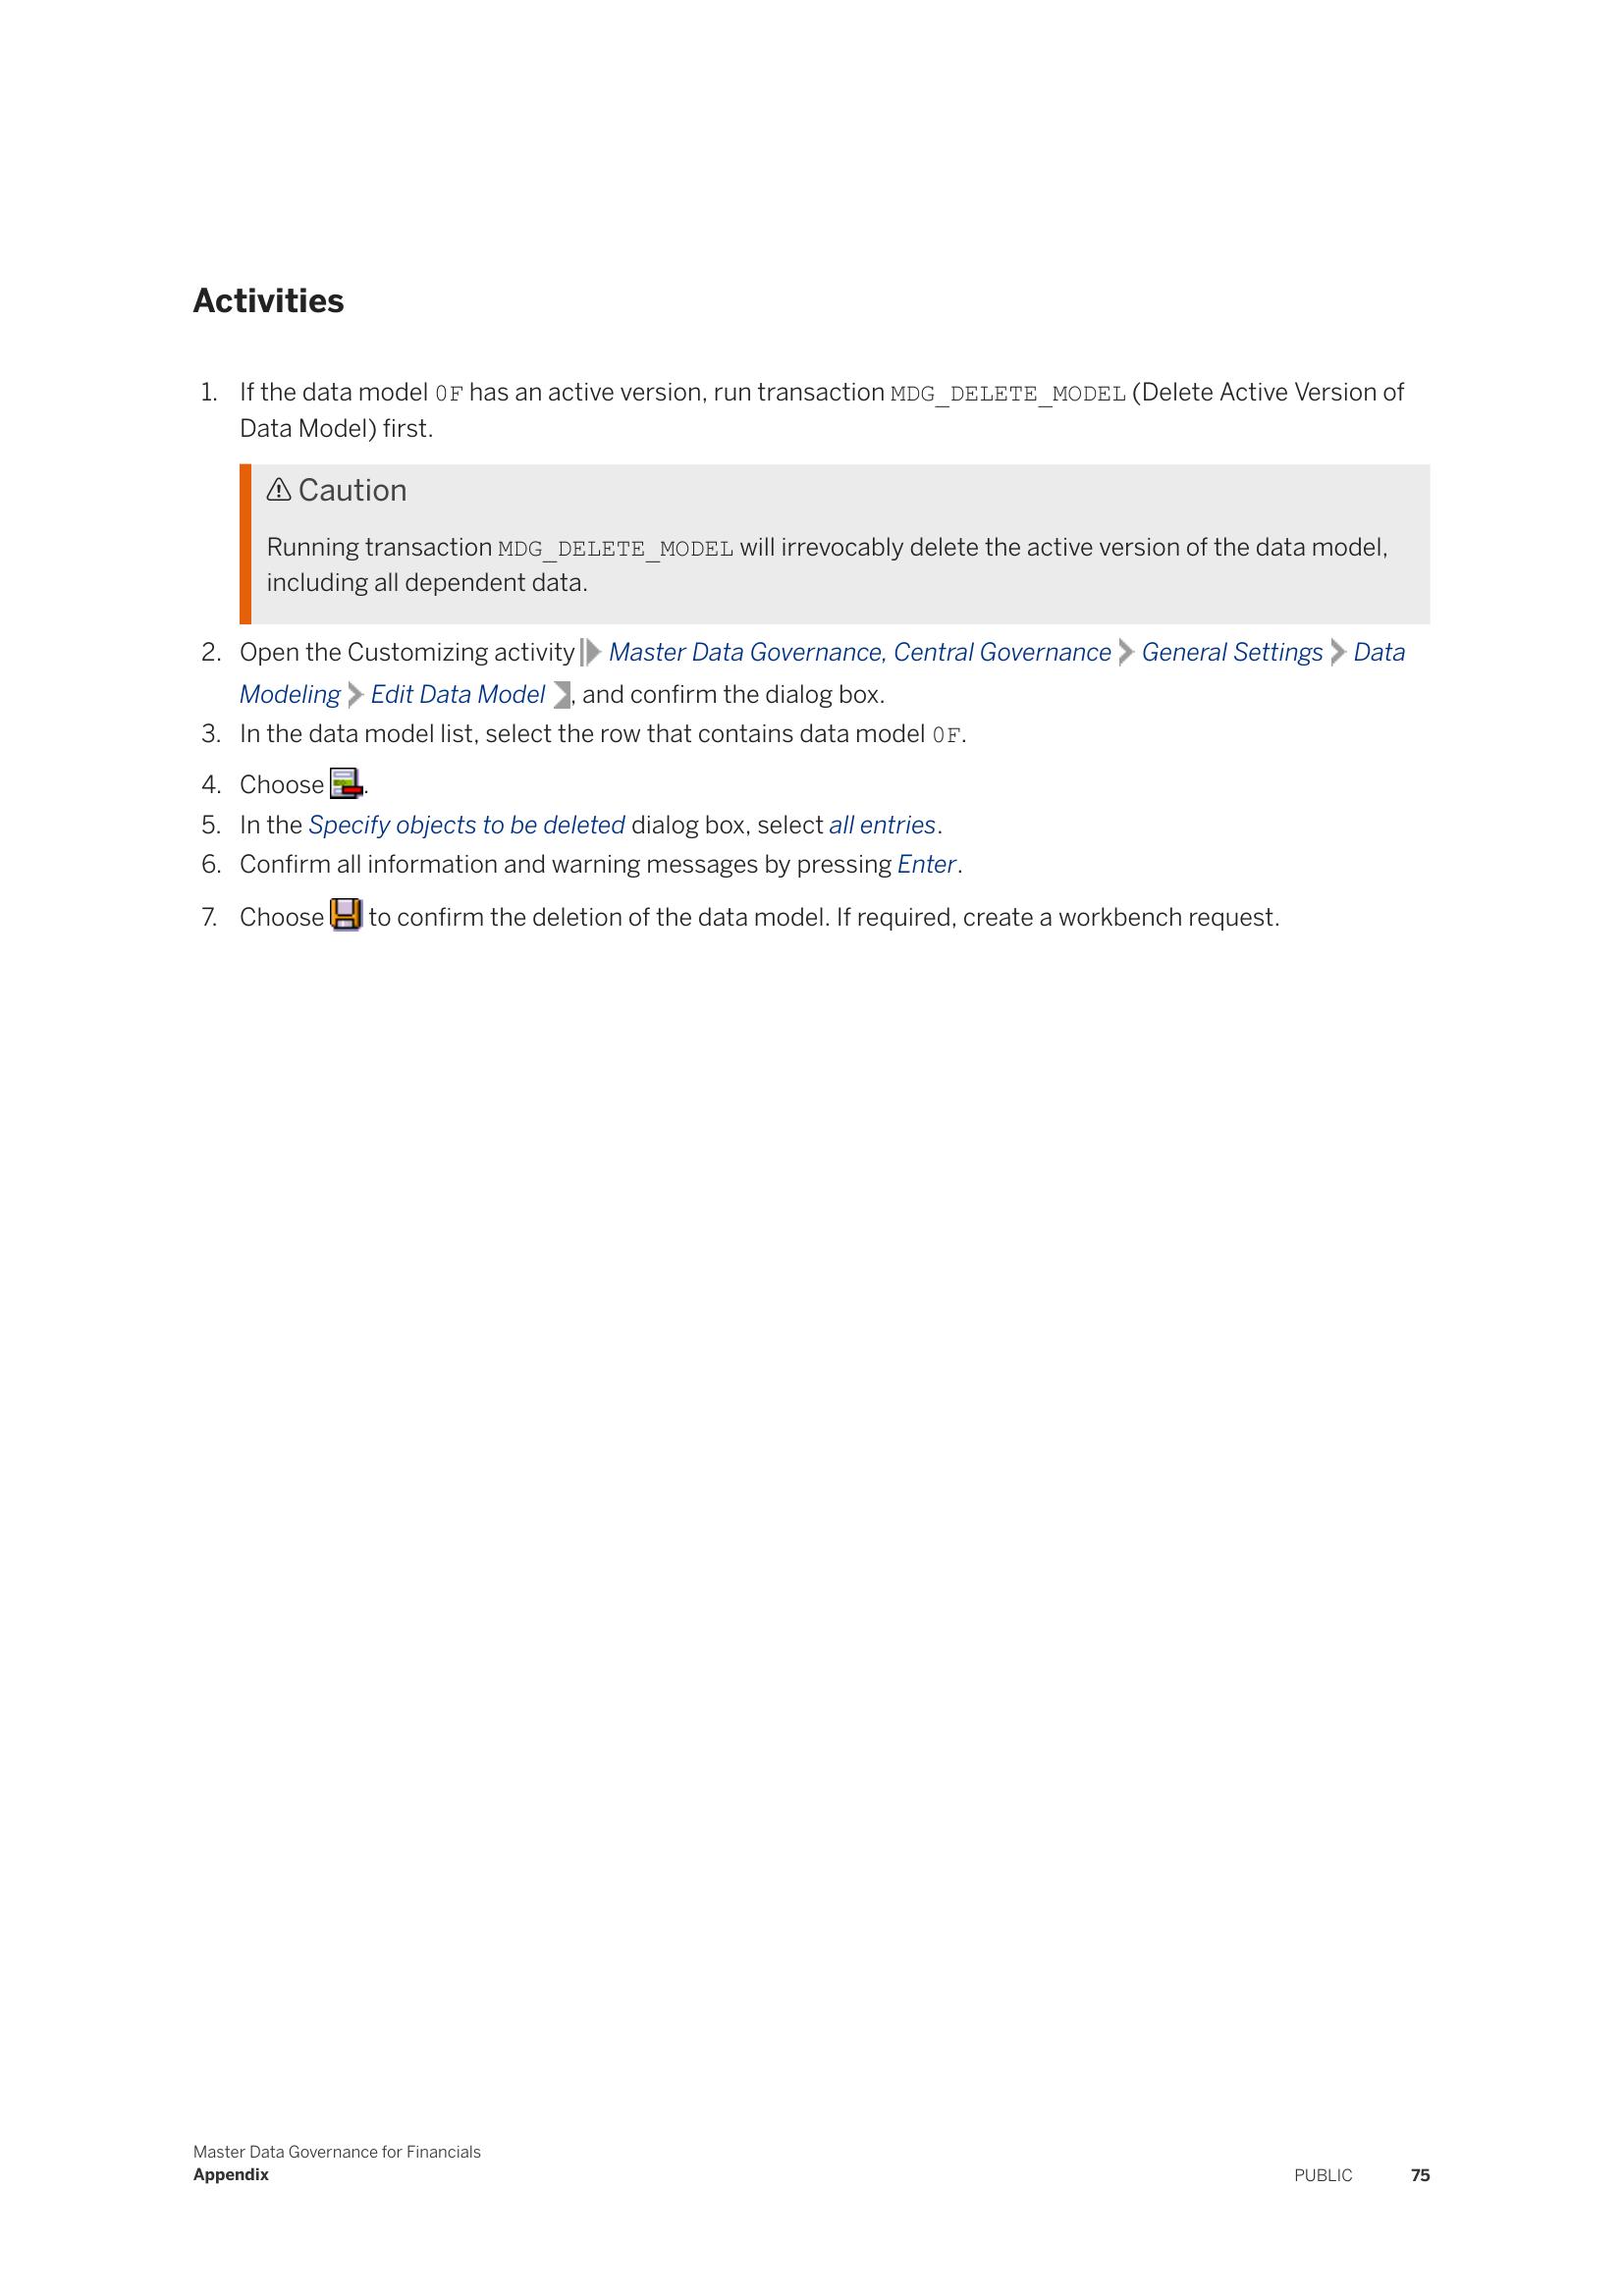 Activities
1. If the data model 0F has an active version, run transaction MDG_DELETE_MODEL (Delete Active Version of
Data Model) first.
Caution
Running transaction MDG_DELETE_MODEL will irrevocably delete the active version of the data model,
including all dependent data.
2. Open the Customizing activity Master Data Governance, Central Governance General Settings Data
Modeling Edit Data Model , and confirm the dialog box.
3. In the data model list, select the row that contains data model 0F.
4. Choose .
5. In the Specify objects to be deleted dialog box, select all entries.
6. Confirm all information and warning messages by pressing Enter.
7. Choose to confirm the deletion of the data model. If required, create a workbench request.
Master Data Governance for Financials
Appendix
PUBLIC 75